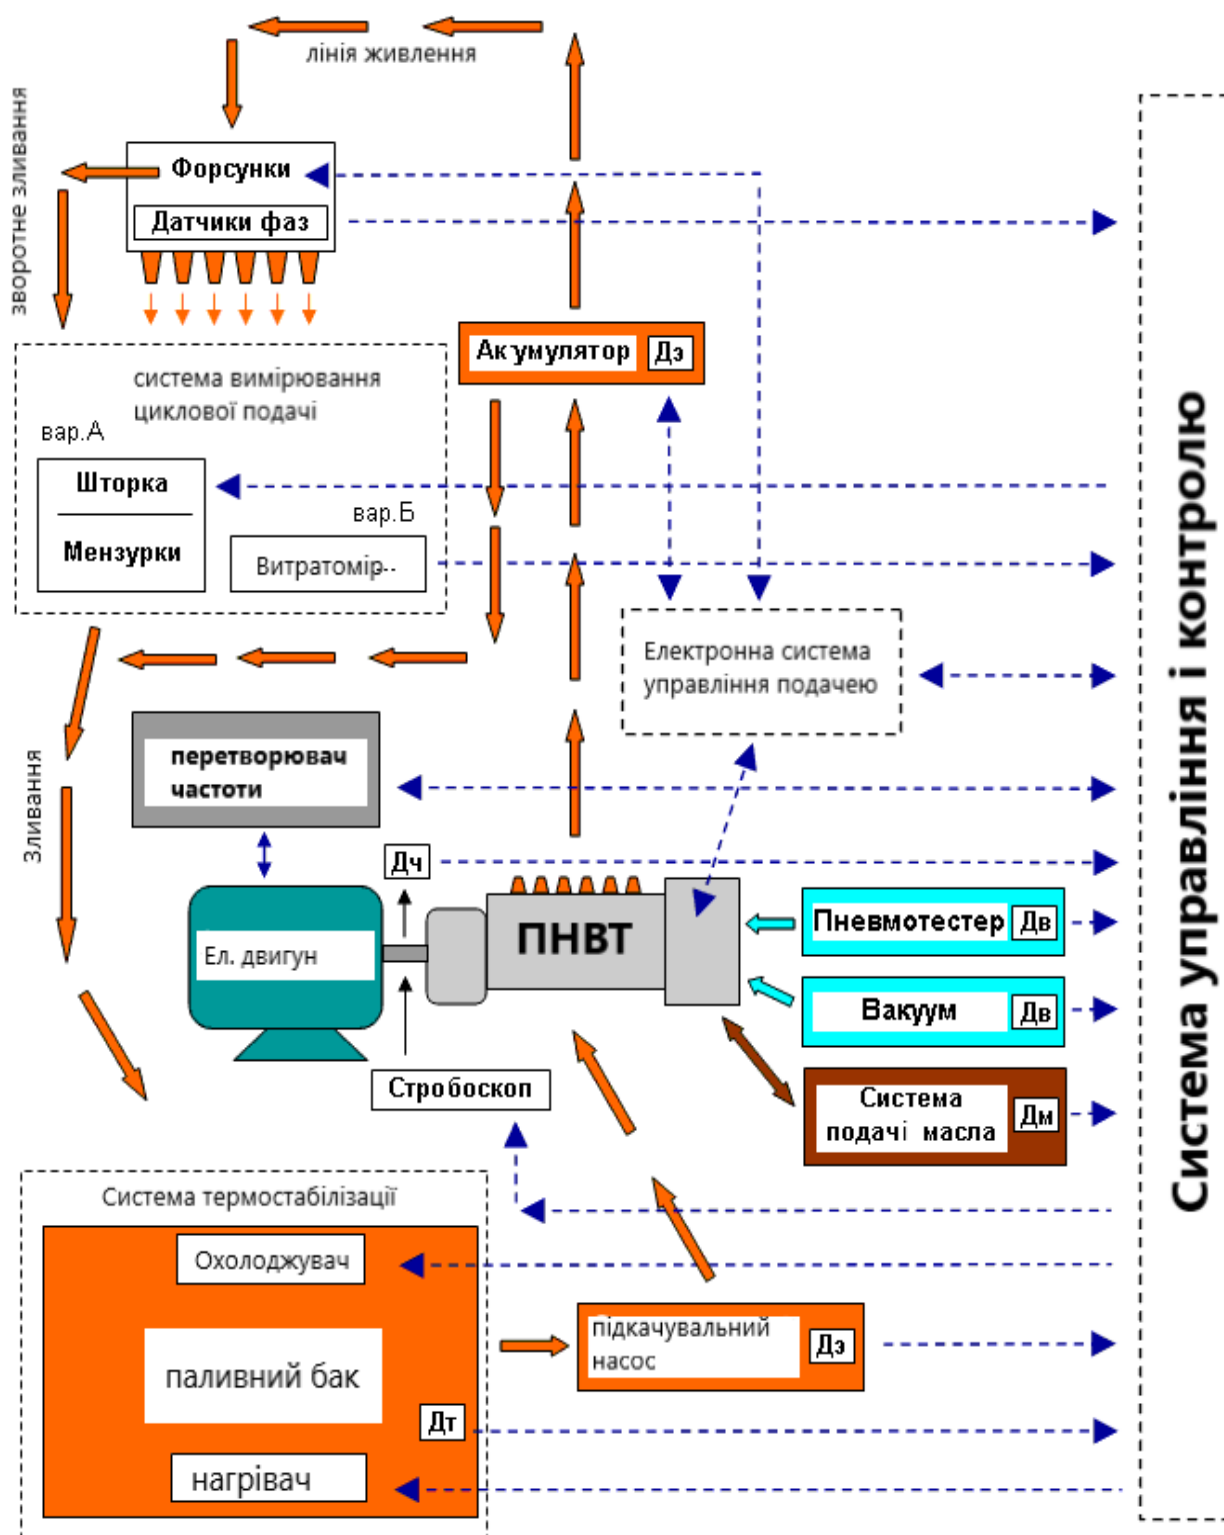 лінія живлення
зворотне зливання
Форсунки
Датчики фаз
Акумулятор
Дэ
система вимірювання
циклової подачі
вар.А
Шторка
Мензурки
вар.Б
Витратомір--
Електронна система
управління подачею
Система управління і контролю
перетворювач
частоти
Зливання
Дч
Ел. двигун
ПНВТ
Пневмотестер
Дв
Вакуум
Дв
Стробоскоп
Система
подачі масла
Дм
Система термостабілізації
Охолоджувач
паливний бак
підкачувальний
насос
Дэ
Дт
нагрівач